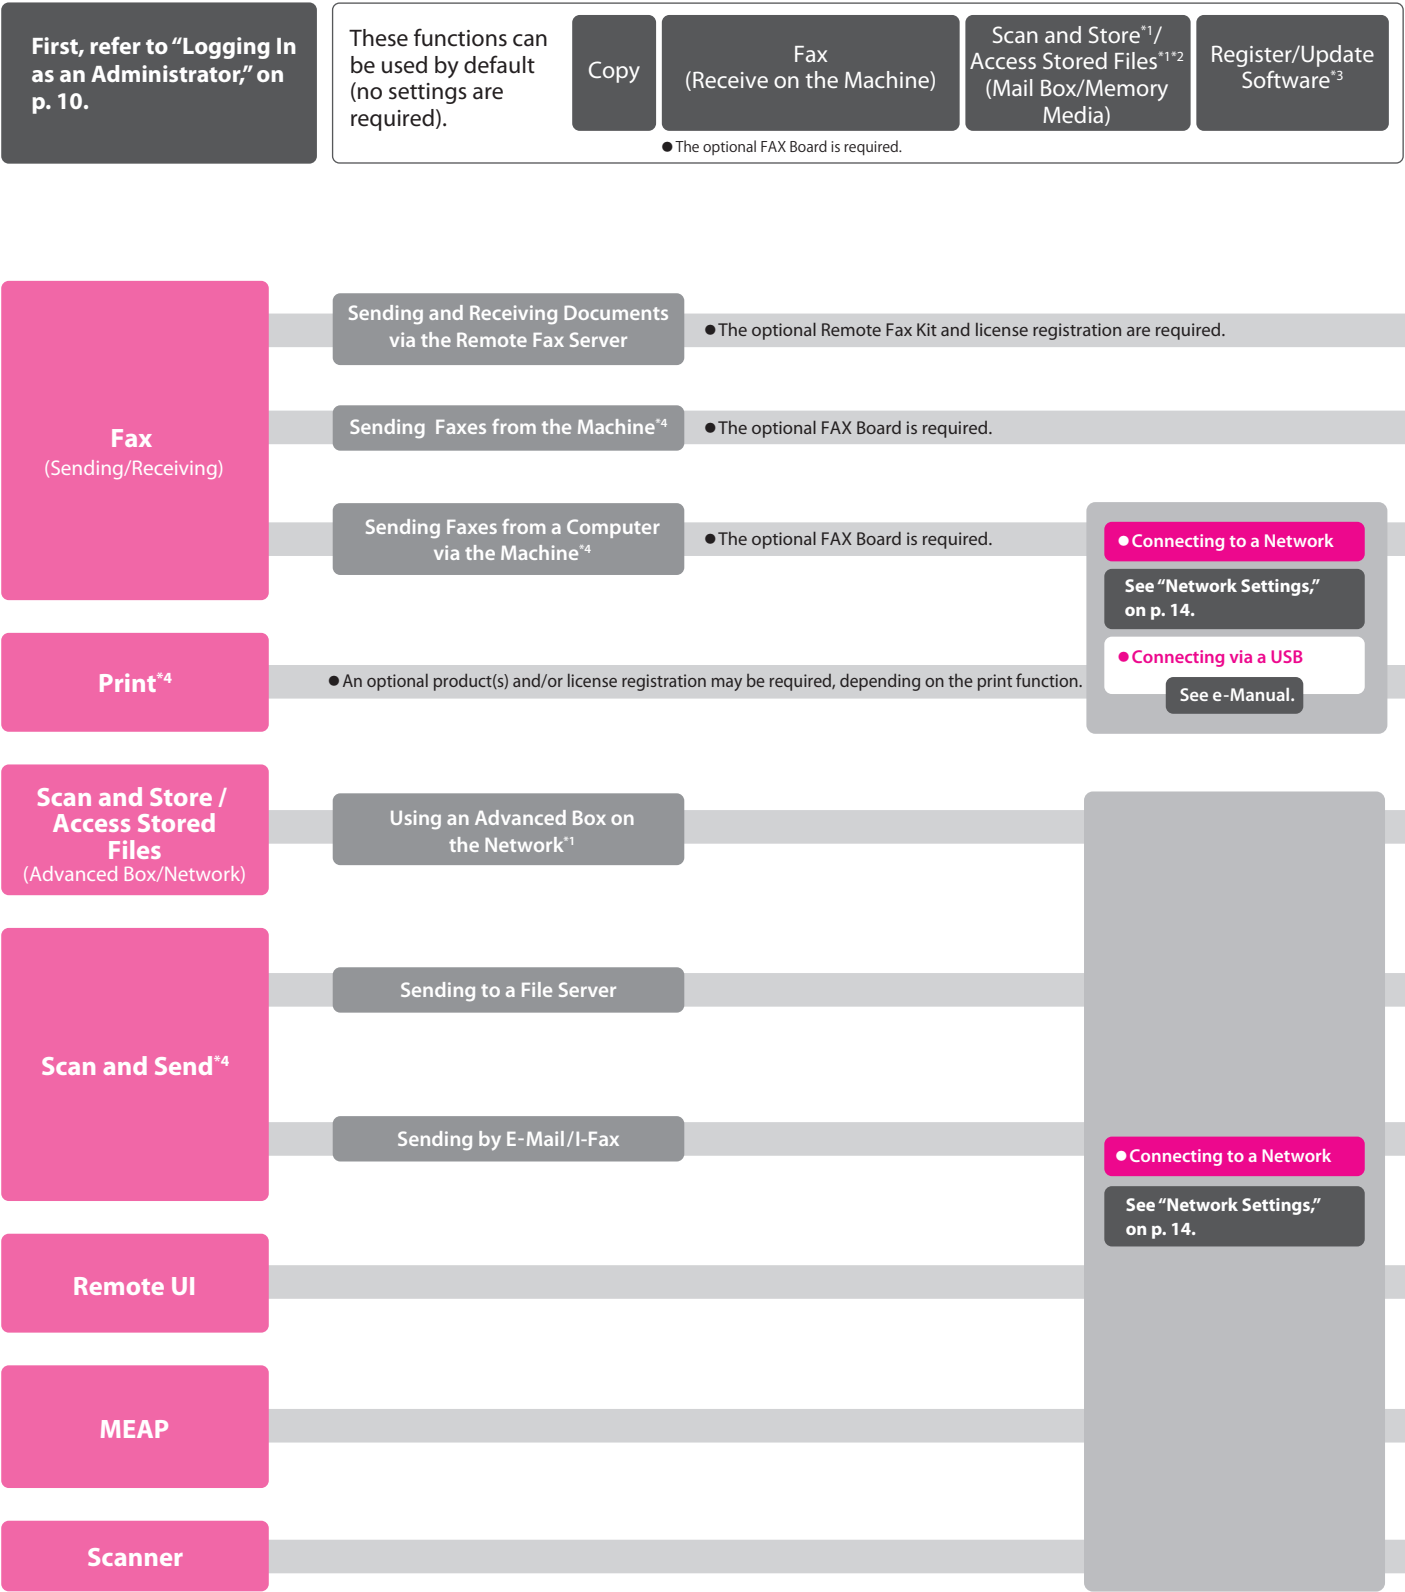 First, refer to “Logging In
as an Administrator,” on
p. 10.
These functions can
be used by default
(no settings are
required).
Copy
Fax
(Receive on the Machine)
Scan and Store*1/
Access Stored Files*1*2
(Mail Box/Memory
Media)
Register/Update
Software*3
● The optional FAX Board is required.
Fax
(Sending/Receiving)
Sending and Receiving Documents
via the Remote Fax Server
● The optional Remote Fax Kit and license registration are required.
Sending Faxes from the Machine*4
● The optional FAX Board is required.
Sending Faxes from a Computer
via the Machine*4
● The optional FAX Board is required.
● Connecting to a Network
See “Network Settings,”
on p. 14.
● Connecting via a USB
See e-Manual.
Print*4
● An optional product(s) and/or license registration may be required, depending on the print function.
Scan and Store /
Access Stored
Files
(Advanced Box/Network)
Using an Advanced Box on
the Network*1
Scan and Send*4
Sending to a File Server
Sending by E-Mail/I-Fax
● Connecting to a Network
See “Network Settings,”
on p. 14.
Remote UI
MEAP
Scanner